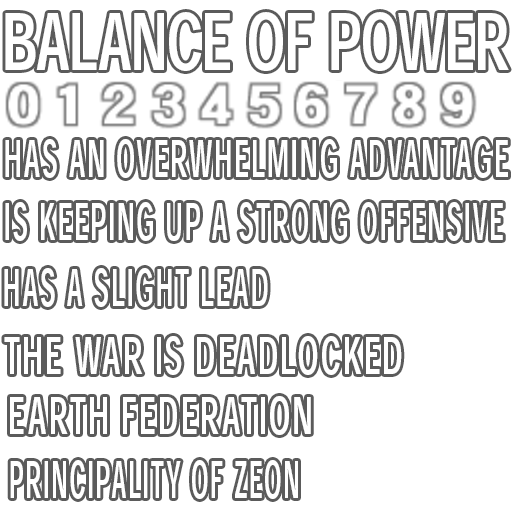 BALANCE OF POWER
0 1 2 3 4 5 6 7 8 9
HAS AN OVERWHELMING ADVANTAGE
IS KEEPING UP A STRONG OFFENSIVE
HAS A SLIGHT LEAD
THE WAR IS DEADLOCKED
EARTH FEDERATION
PRINCIPALITY OF ZEON